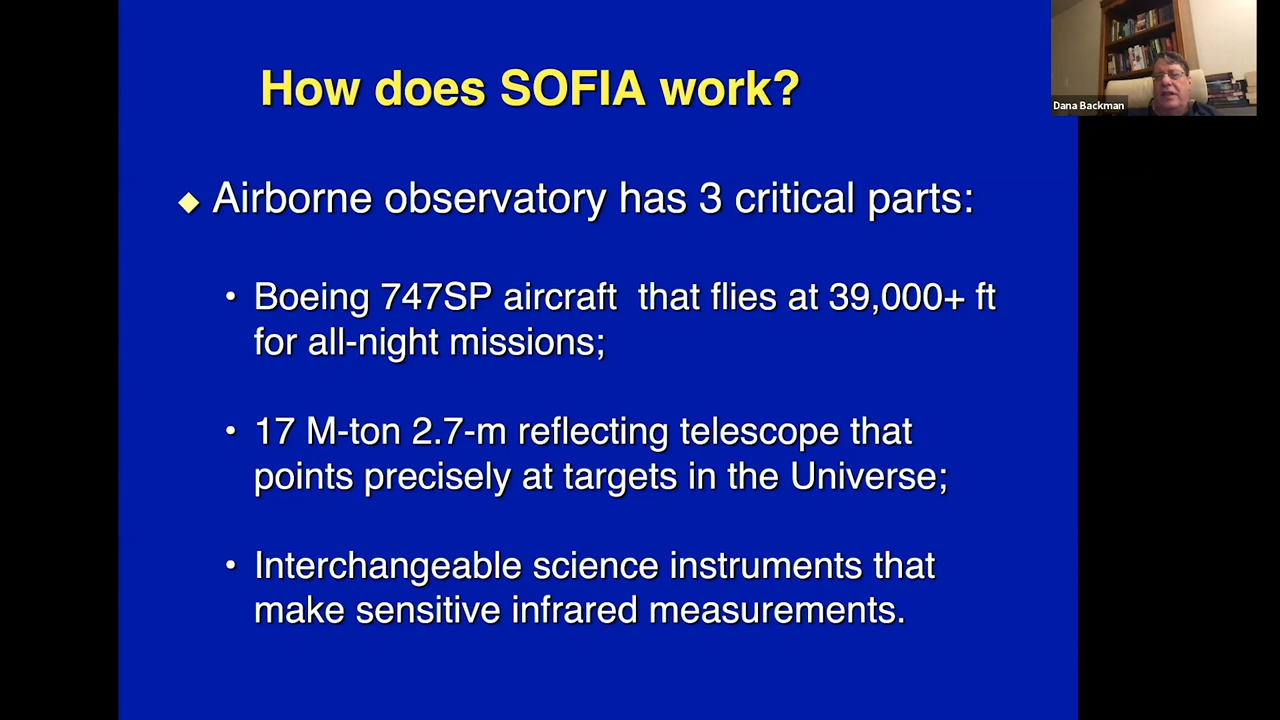 How does SOFIA work?
Dana Backman
◆ Airborne observatory has 3 critical parts:
• Boeing 747SP aircraft  that flies at 39,000+ ft
for all-night missions;
• 17 M-ton 2.7-m reflecting telescope that
points precisely at targets in the Universe;
• Interchangeable science instruments that
make sensitive infrared measurements.